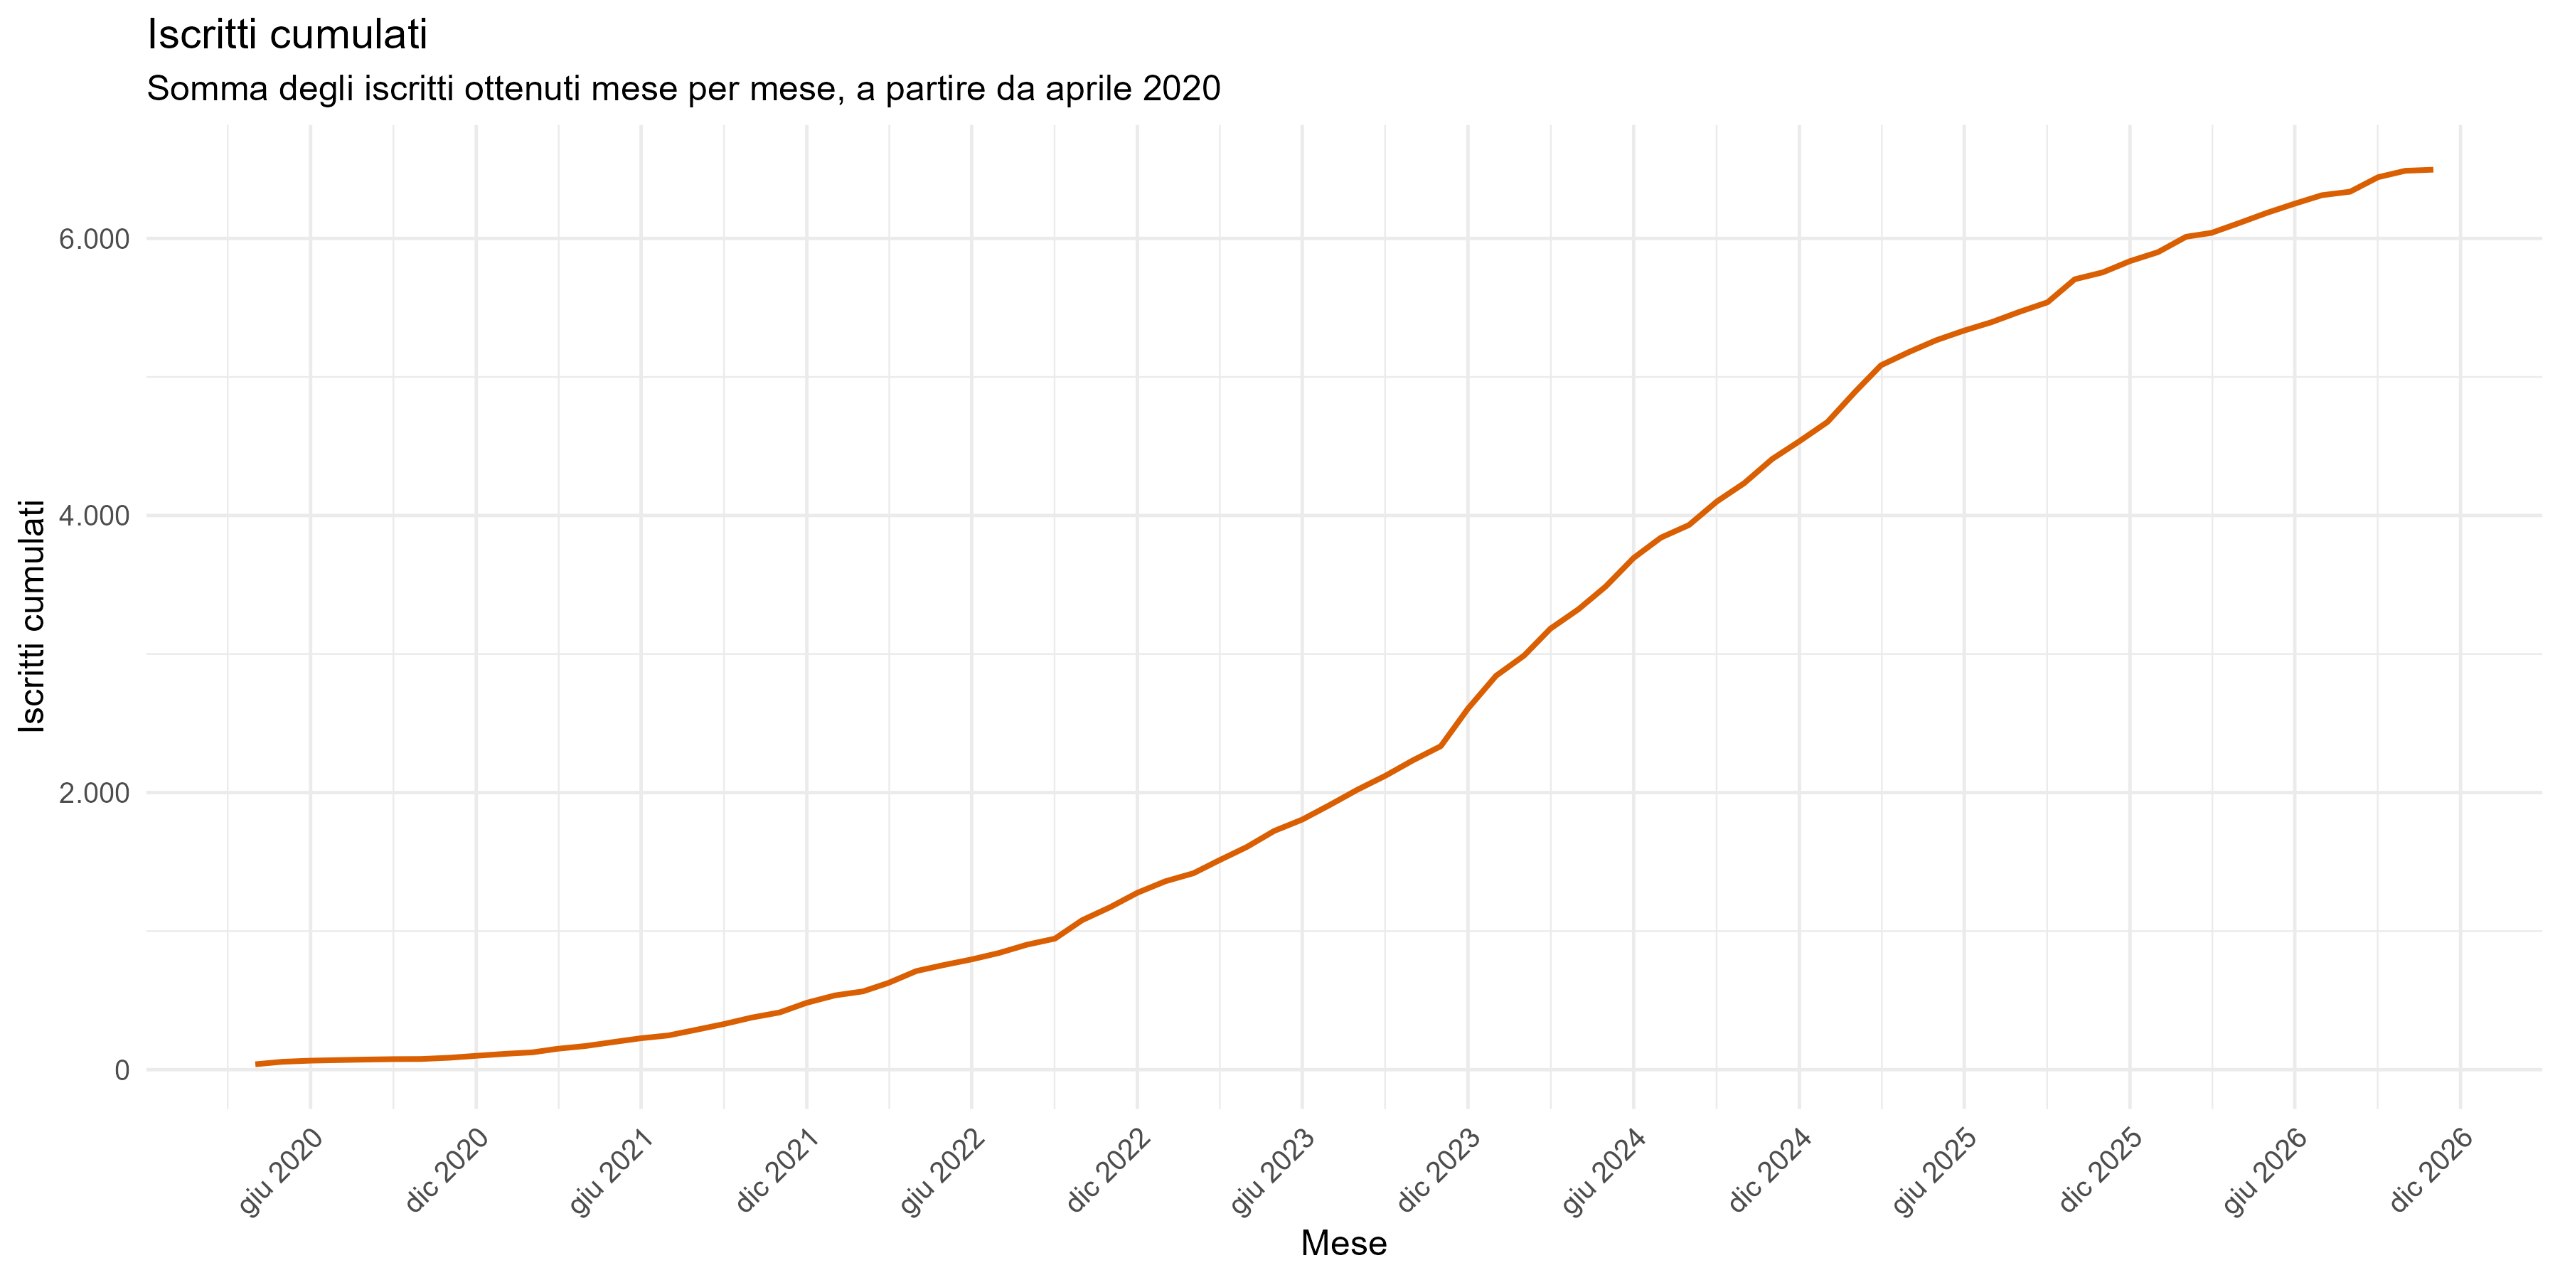 Iscritti cumulati
Somma degli iscritti ottenuti mese per mese, a partire da aprile 2020
Iscritti cumulati
6.000
4.000
2.000
0
giu 2020
dic 2020
giu 2021
dic 2021
giu 2022
dic 2022
giu 2023
dic 2023
giu 2024
dic 2024
giu 2025
dic 2025
giu 2026
dic 2026
Mese